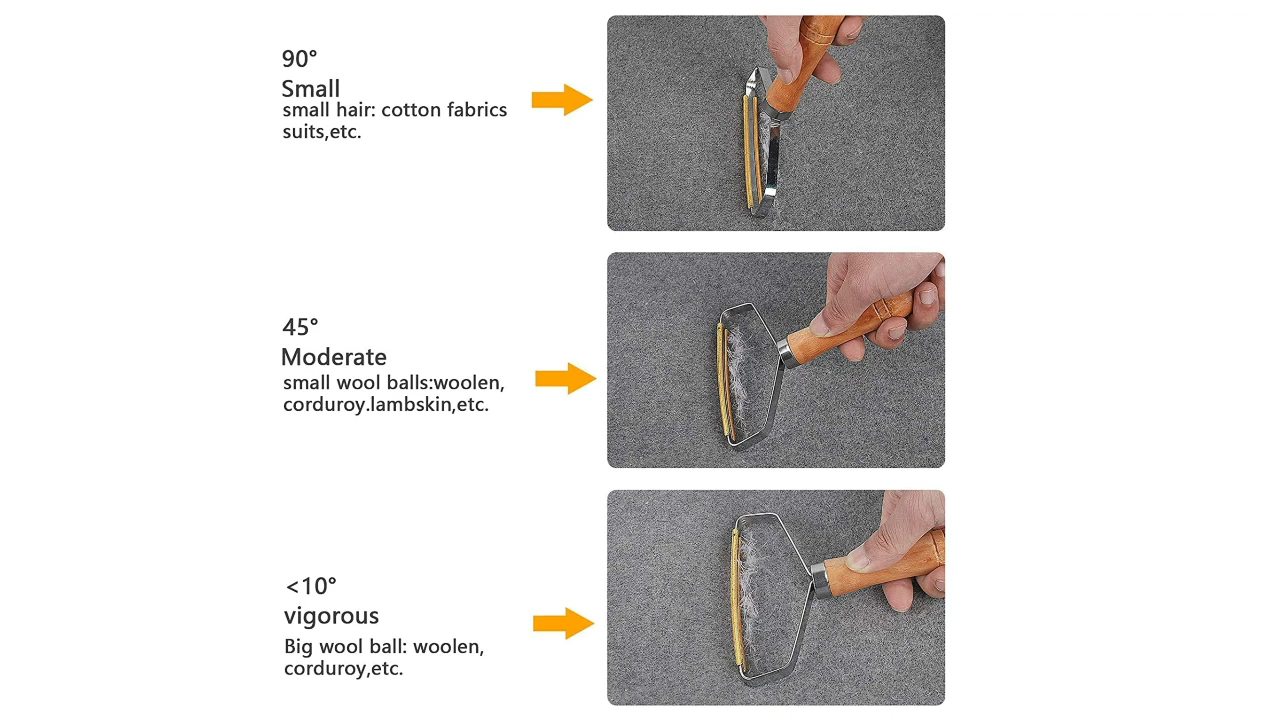 90°
Small
small hair: cotton fabrics
suits,etc.
45°
Moderate
small wool balls:woolen,
corduroy.lambskin,etc.
<10°
vigorous
Big wool ball: woolen,
corduroy,etc.